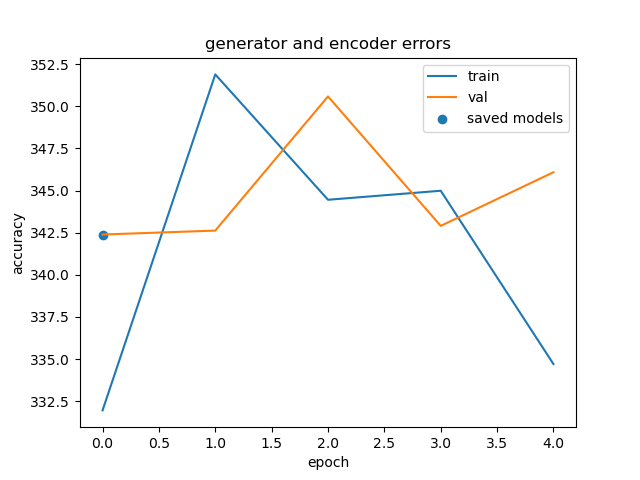 generator and encoder errors
352.5
350.0
347.5
345.0
342.5
340.0
337.5
335.0
332.5
accuracy
train
val
saved models
0.0 0.5 1.0 1.5 2.0 2.5 3.0 3.5 4.0
epoch